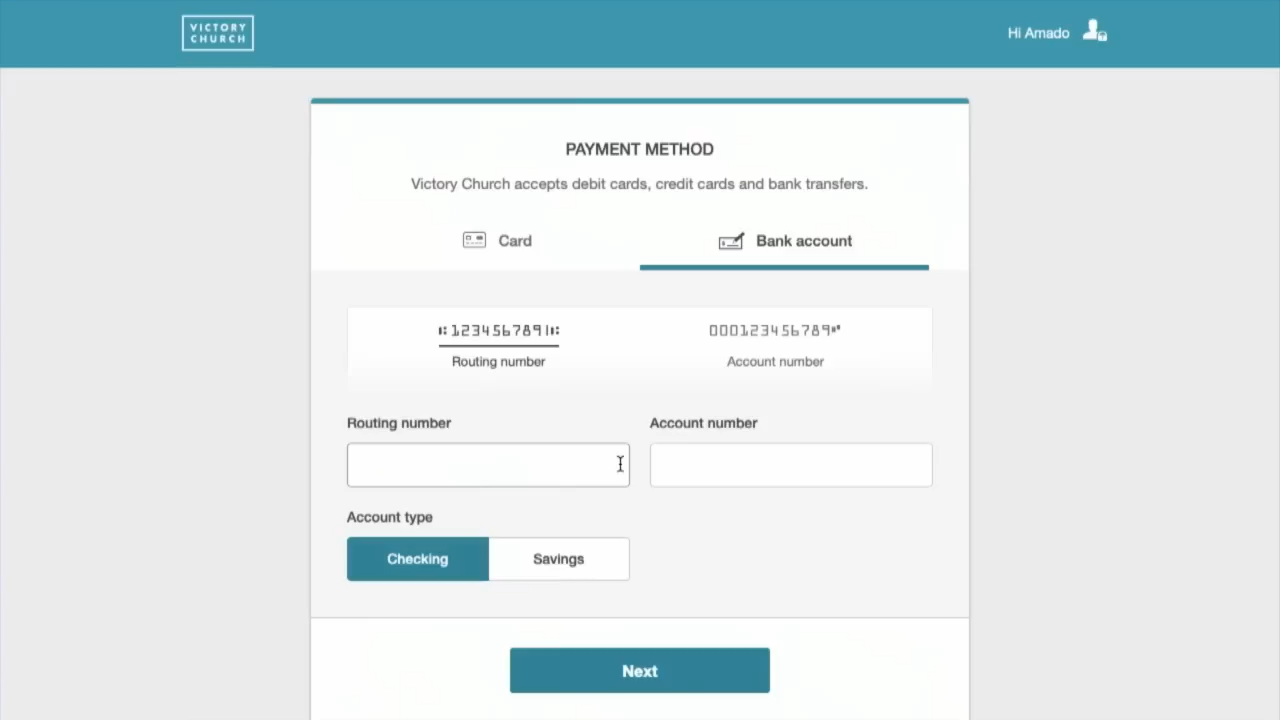 VICTORY
CHURCH
Hi Amado
PAYMENT METHOD
Victory Church accepts debit cards, credit cards and bank transfers.
Card
Bank account
⑆123456789⑆
000123456789⑈
Routing number
Account number
Routing number
Account number
Account type
Checking
Savings
Next